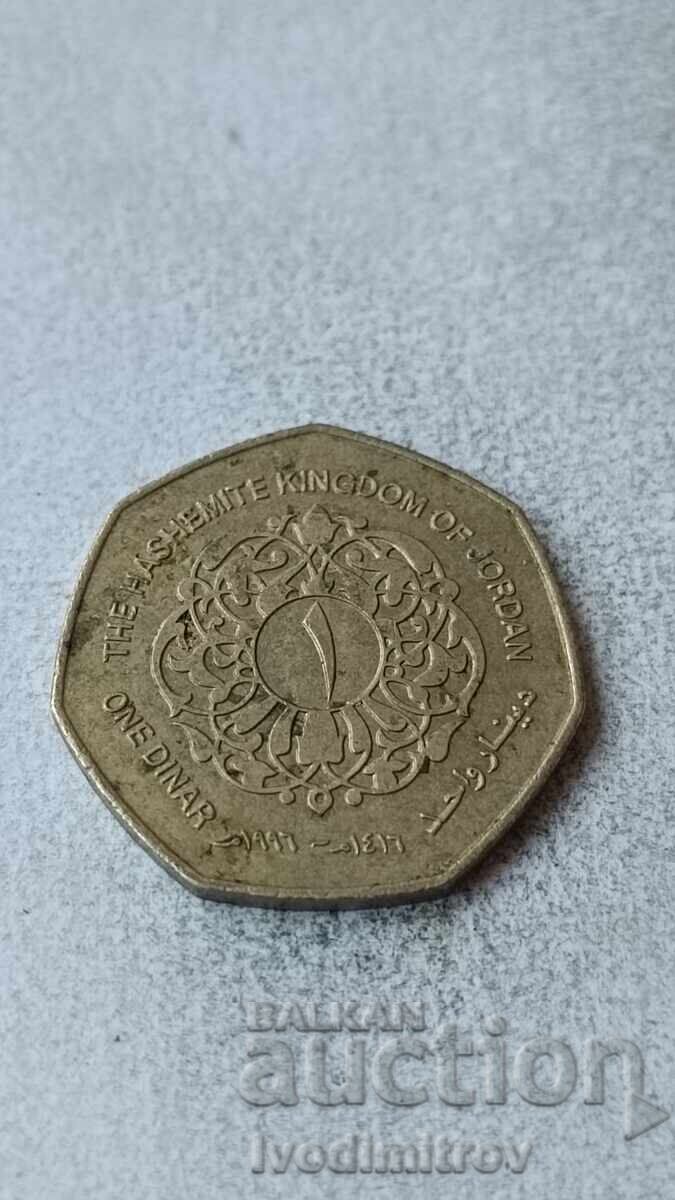 THE HASHEMITE KINGDOM OF JORDAN
١
ONE DINAR
دينار واحد
١٤١٦هـ - ١٩٩٦م
BALKAN
auction
Ivodimitrov